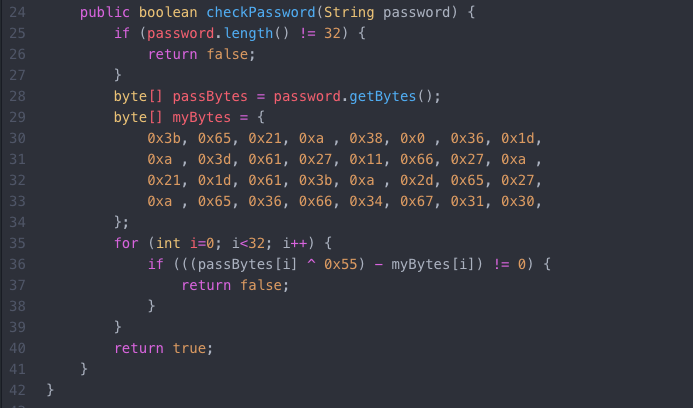 24 public boolean checkPassword(String password) {
25 if (password.length() != 32) {
26 return false;
27 }
28 byte[] passBytes = password.getBytes();
29 byte[] myBytes = {
30 0x3b, 0x65, 0x21, 0xa , 0x38, 0x0 , 0x36, 0x1d,
31 0xa , 0x3d, 0x61, 0x27, 0x11, 0x66, 0x27, 0xa ,
32 0x21, 0x1d, 0x61, 0x3b, 0xa , 0x2d, 0x65, 0x27,
33 0xa , 0x65, 0x36, 0x66, 0x34, 0x67, 0x31, 0x30,
34 };
35 for (int i=0; i<32; i++) {
36 if (((passBytes[i] ^ 0x55) - myBytes[i]) != 0) {
37 return false;
38 }
39 }
40 return true;
41 }
42 }